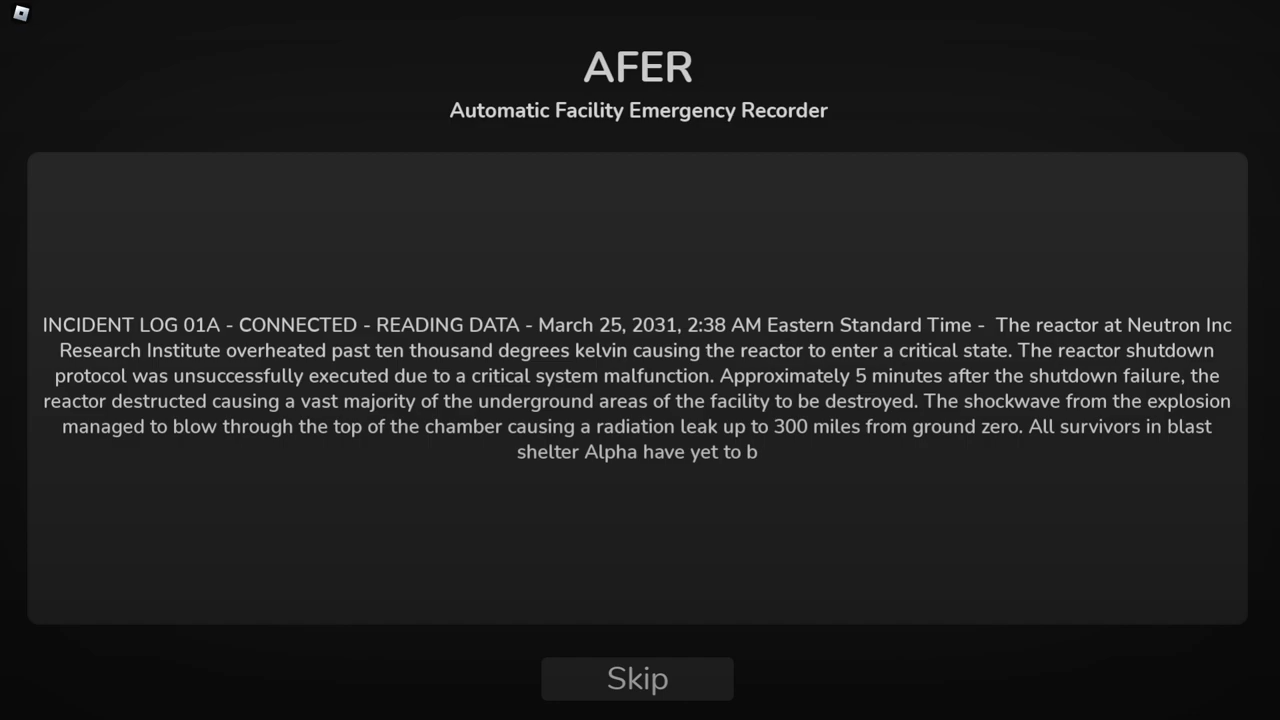 AFER
Automatic Facility Emergency Recorder
INCIDENT LOG 01A - CONNECTED - READING DATA - March 25, 2031, 2:38 AM Eastern Standard Time -  The reactor at Neutron Inc
Research Institute overheated past ten thousand degrees kelvin causing the reactor to enter a critical state. The reactor shutdown
protocol was unsuccessfully executed due to a critical system malfunction. Approximately 5 minutes after the shutdown failure, the
reactor destructed causing a vast majority of the underground areas of the facility to be destroyed. The shockwave from the explosion
managed to blow through the top of the chamber causing a radiation leak up to 300 miles from ground zero. All survivors in blast
shelter Alpha have yet to b
Skip